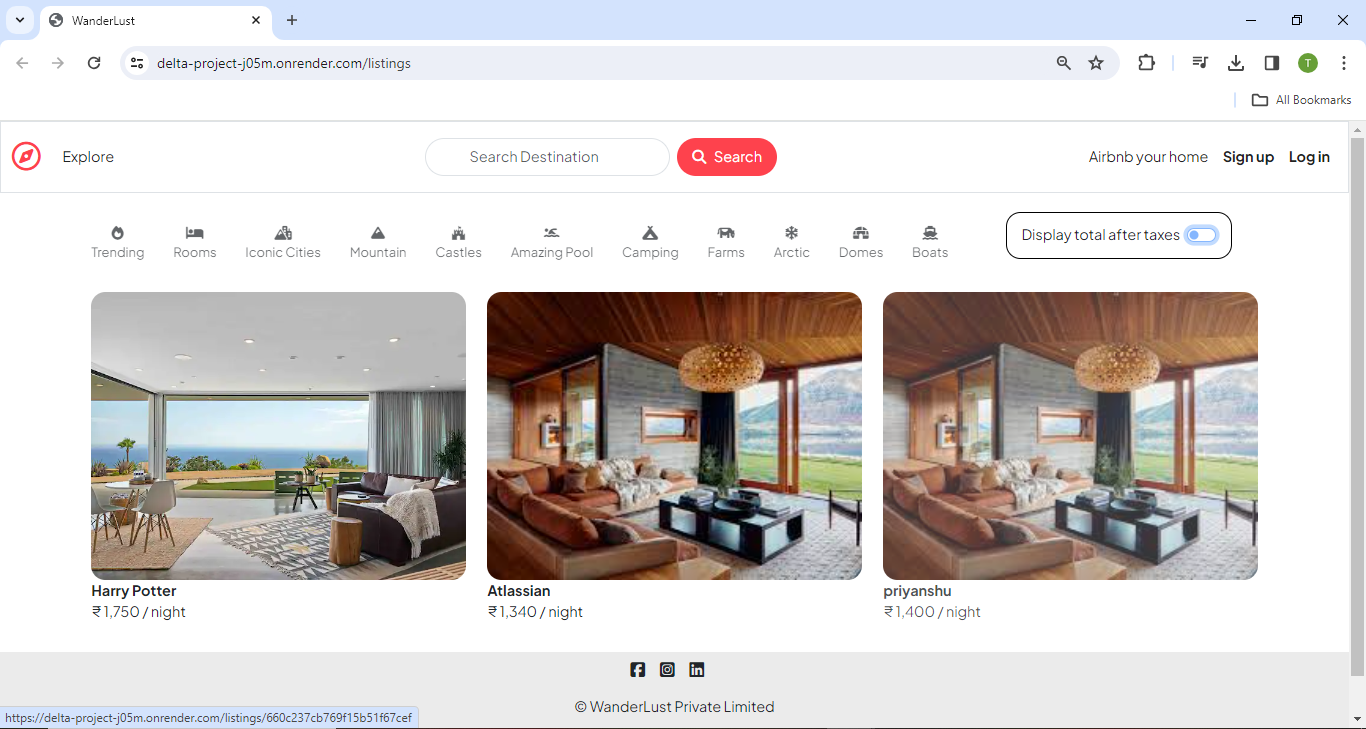 WanderLust
delta-project-j05m.onrender.com/listings
T
All Bookmarks
Explore
Search Destination
Search
Airbnb your home
Sign up
Log in
Trending
Rooms
Iconic Cities
Mountain
Castles
Amazing Pool
Camping
Farms
Arctic
Domes
Boats
Display total after taxes
Harry Potter
₹ 1,750 / night
Atlassian
₹ 1,340 / night
priyanshu
₹ 1,400 / night
© WanderLust Private Limited
https://delta-project-j05m.onrender.com/listings/660c237cb769f15b51f67cef